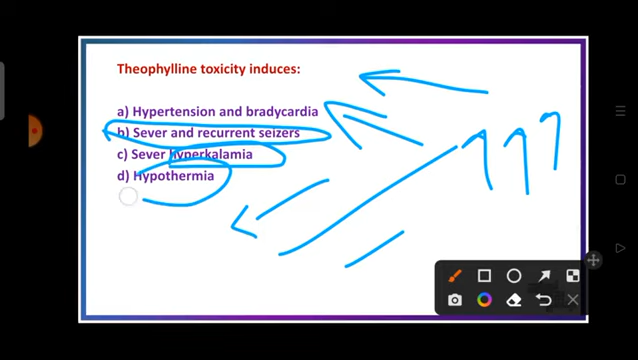 Theophylline toxicity induces:
a) Hypertension and bradycardia
b) Sever and recurrent seizers
c) Sever hyperkalamia
d) Hypothermia